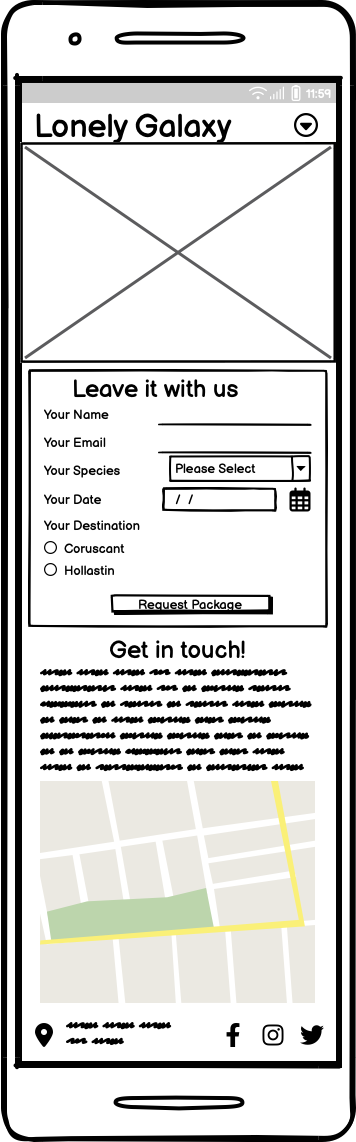 11:59
Lonely Galaxy
Leave it with us
Your Name
Your Email
Your Species Please Select
Your Date / /
Your Destination
Coruscant
Hollastin
Request Package
Get in touch!